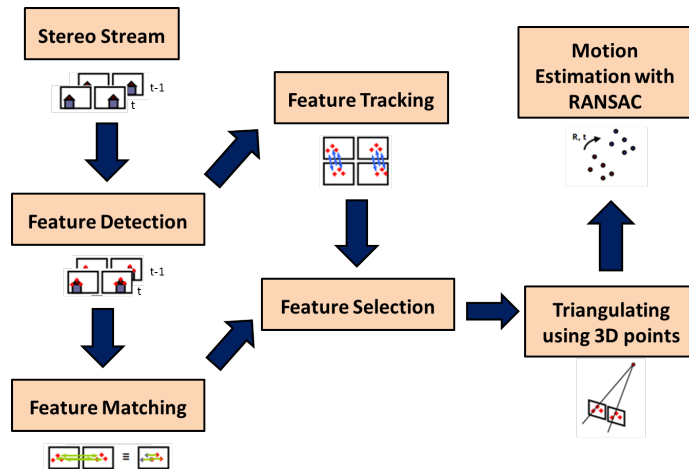 Stereo Stream
t-1
t
Feature Detection
t-1
t
Feature Matching
≡
Feature Tracking
Feature Selection
Motion
Estimation with
RANSAC
R, t
Triangulating
using 3D points